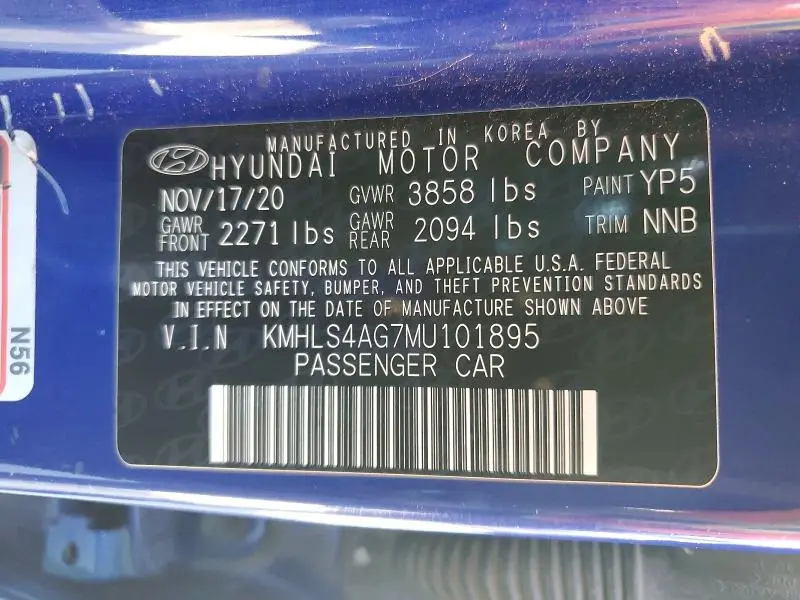 MANUFACTURED IN KOREA BY
HYUNDAI MOTOR COMPANY
NOV/17/20 GVWR 3858 lbs PAINT YP5
GAWR FRONT 2271 lbs GAWR REAR 2094 lbs TRIM NNB
THIS VEHICLE CONFORMS TO ALL APPLICABLE U.S.A. FEDERAL
MOTOR VEHICLE SAFETY, BUMPER, AND THEFT PREVENTION STANDARDS
IN EFFECT ON THE DATE OF MANUFACTURE SHOWN ABOVE
V.I.N KMHLS4AG7MU101895
PASSENGER CAR
N56